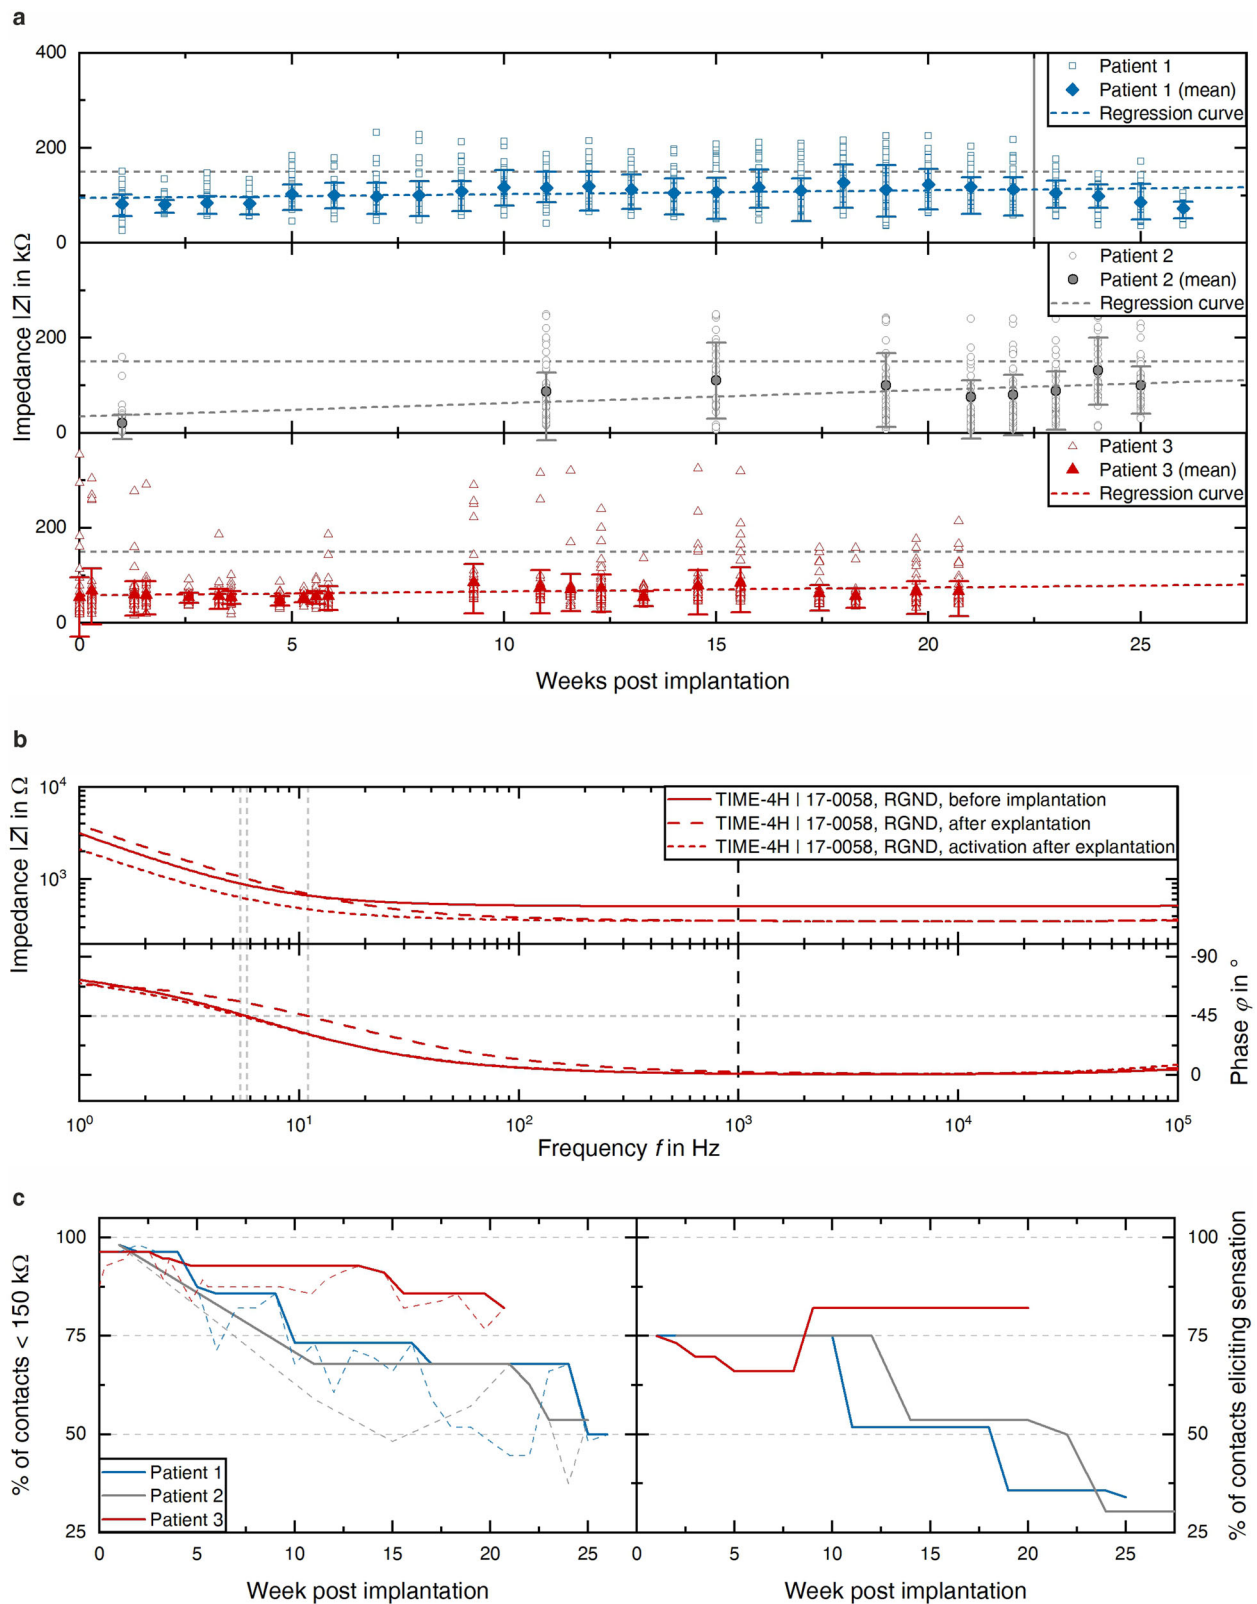 a
400
Patient 1
Patient 1 (mean)
Regression curve
200
0
Patient 2
Patient 2 (mean)
Regression curve
200
0
Patient 3
Patient 3 (mean)
Regression curve
200
0
Impedance |Z| in kΩ
0 5 10 15 20 25
Weeks post implantation
b
10⁴
10³
Impedance |Z| in Ω
TIME-4H | 17-0058, RGND, before implantation
TIME-4H | 17-0058, RGND, after explantation
TIME-4H | 17-0058, RGND, activation after explantation
-90
-45
0
Phase φ in °
10⁰ 10¹ 10² 10³ 10⁴ 10⁵
Frequency f in Hz
c
100
75
50
25
% of contacts < 150 kΩ
Patient 1
Patient 2
Patient 3
0 5 10 15 20 25
Week post implantation
100
75
50
25
% of contacts eliciting sensation
0 5 10 15 20 25
Week post implantation